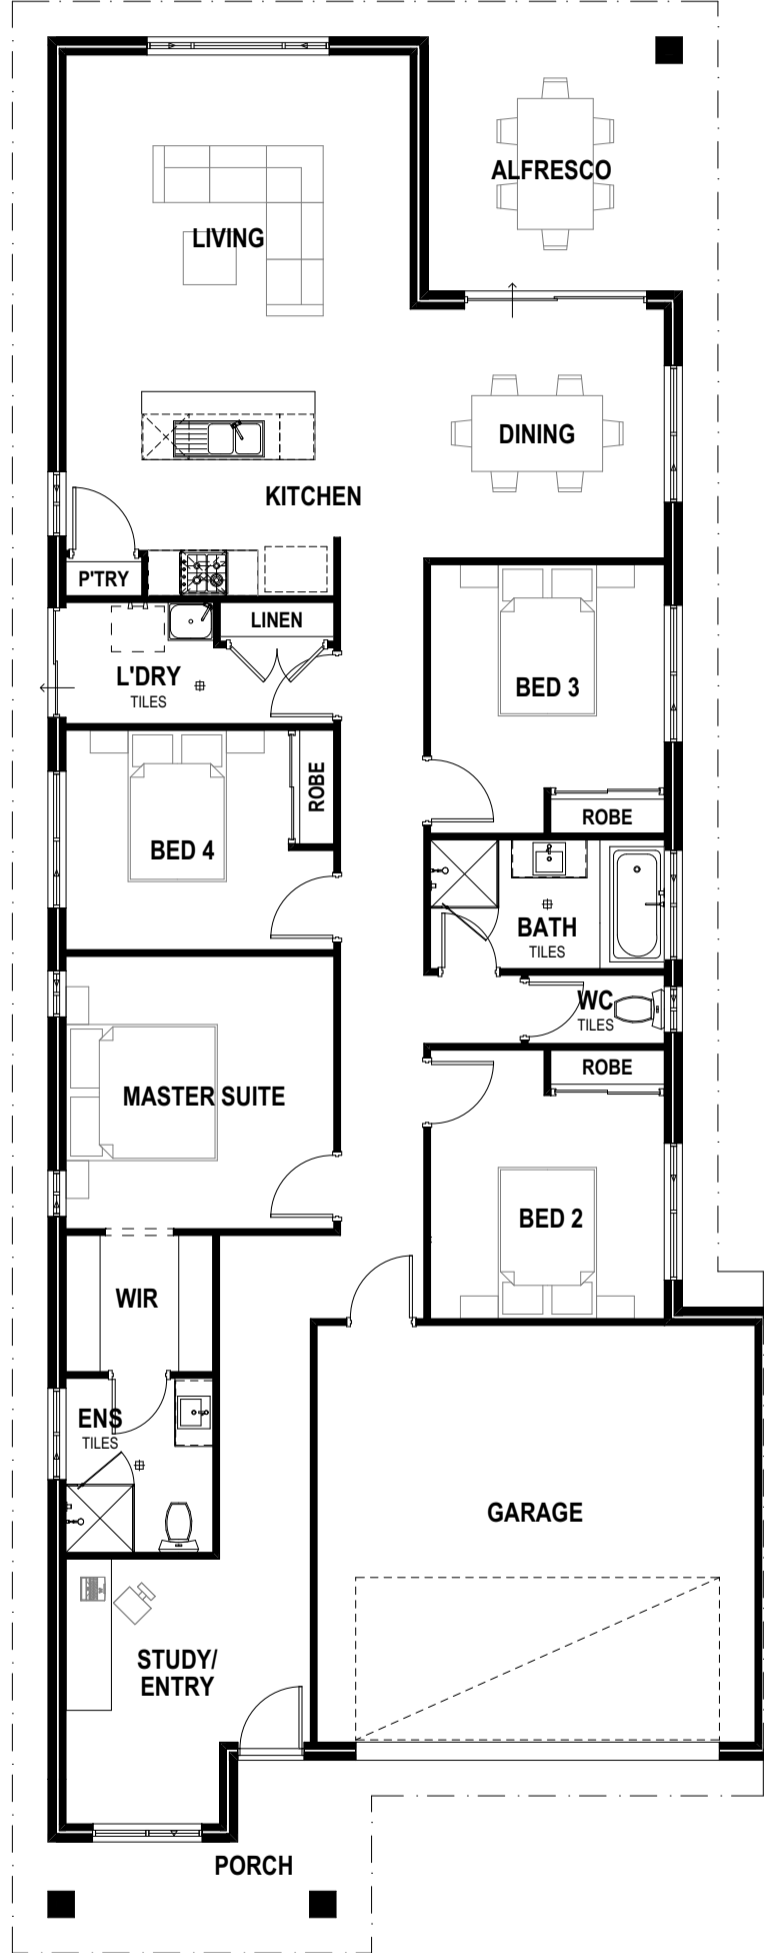 ALFRESCO
LIVING
DINING
KITCHEN
P'TRY
LINEN
L'DRY
TILES
BED 3
ROBE
BED 4
ROBE
BATH
TILES
WC
TILES
ROBE
MASTER SUITE
BED 2
WIR
ENS
TILES
GARAGE
STUDY/
ENTRY
PORCH